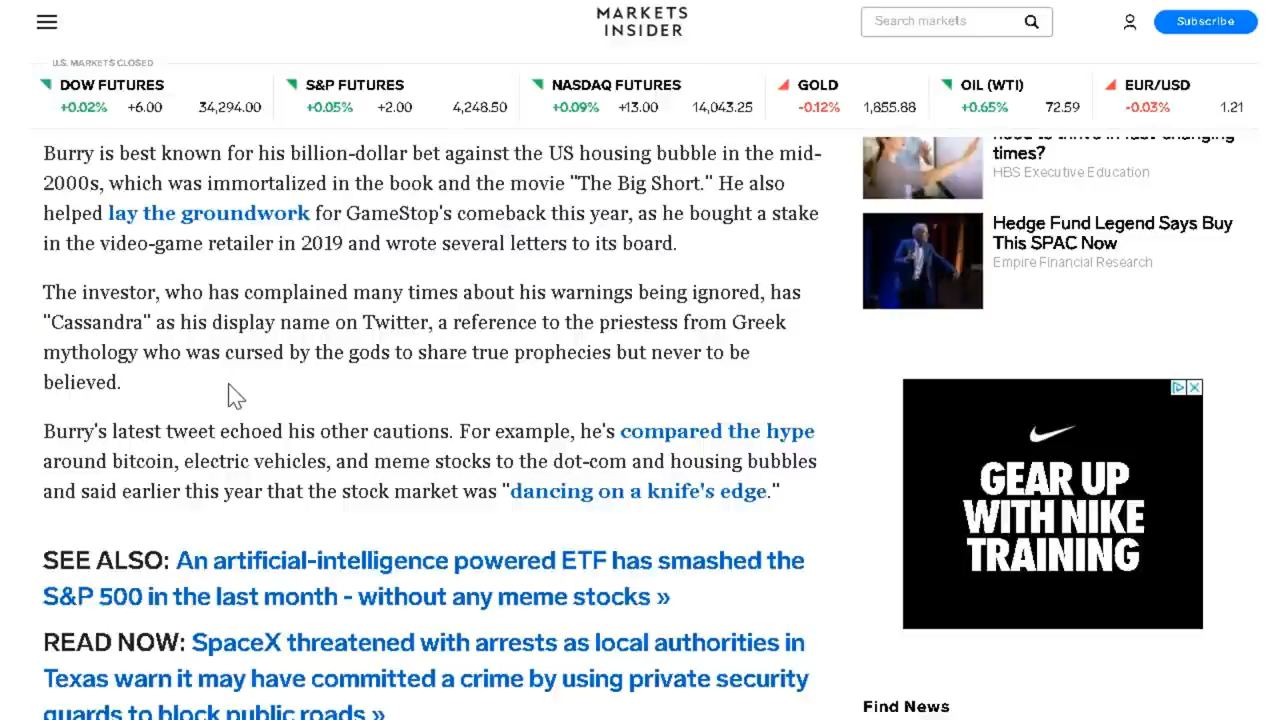 MARKETS
INSIDER
Search markets
Subscribe
U.S. MARKETS CLOSED
DOW FUTURES
+0.02% +6.00 34,294.00
S&P FUTURES
+0.05% +2.00 4,248.50
NASDAQ FUTURES
+0.09% +13.00 14,043.25
GOLD
-0.12% 1,855.88
OIL (WTI)
+0.65% 72.59
EUR/USD
-0.03% 1.21
Burry is best known for his billion-dollar bet against the US housing bubble in the mid-
2000s, which was immortalized in the book and the movie "The Big Short." He also
helped lay the groundwork for GameStop's comeback this year, as he bought a stake
in the video-game retailer in 2019 and wrote several letters to its board.
The investor, who has complained many times about his warnings being ignored, has
"Cassandra" as his display name on Twitter, a reference to the priestess from Greek
mythology who was cursed by the gods to share true prophecies but never to be
believed.
Burry's latest tweet echoed his other cautions. For example, he's compared the hype
around bitcoin, electric vehicles, and meme stocks to the dot-com and housing bubbles
and said earlier this year that the stock market was "dancing on a knife's edge."
SEE ALSO: An artificial-intelligence powered ETF has smashed the
S&P 500 in the last month - without any meme stocks »
READ NOW: SpaceX threatened with arrests as local authorities in
Texas warn it may have committed a crime by using private security
guards to block public roads »
need to thrive in fast-changing
times?
HBS Executive Education
Hedge Fund Legend Says Buy
This SPAC Now
Empire Financial Research
GEAR UP
WITH NIKE
TRAINING
Find News